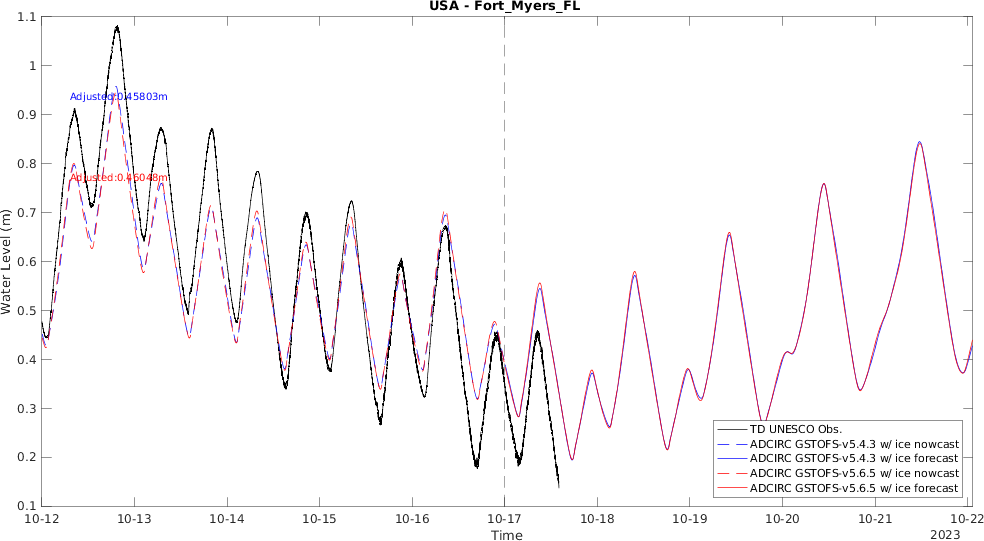 USA - Fort_Myers_FL
1.1
1
0.9
0.8
0.7
0.6
0.5
0.4
0.3
0.2
0.1
Water Level (m)
Adjusted:0.45803m
Adjusted:0.46048m
TD UNESCO Obs.
ADCIRC GSTOFS-v5.4.3 w/ ice nowcast
ADCIRC GSTOFS-v5.4.3 w/ ice forecast
ADCIRC GSTOFS-v5.6.5 w/ ice nowcast
ADCIRC GSTOFS-v5.6.5 w/ ice forecast
10-12 10-13 10-14 10-15 10-16 10-17 10-18 10-19 10-20 10-21 10-22
Time
2023